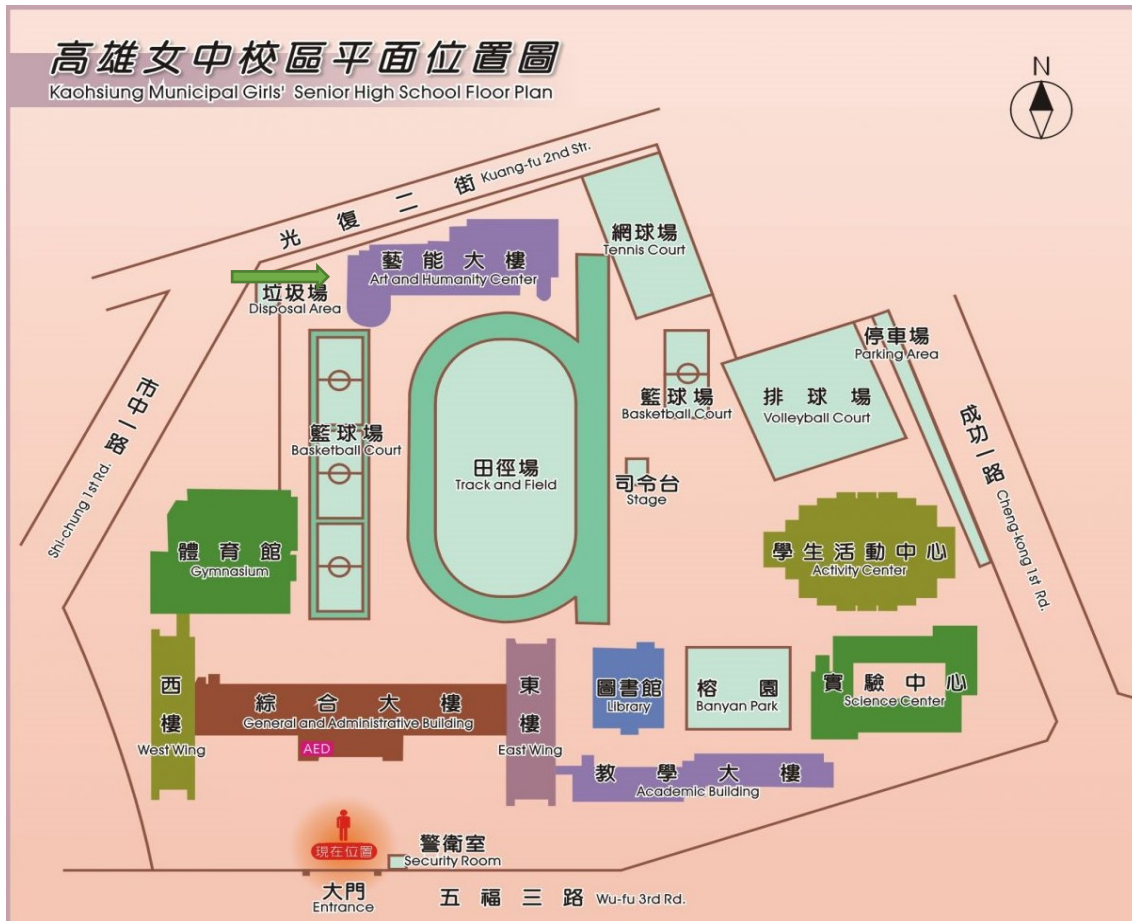 高雄女中校區平面位置圖
Kaohsiung Municipal Girls' Senior High School Floor Plan
N
光復二街 Kuang-fu 2nd Str.
網球場
Tennis Court
藝能大樓
Art and Humanity Center
垃圾場
Disposal Area
停車場
Parking Area
籃球場
Basketball Court
排球場
Volleyball Court
市中一路 Shi-chung 1st Rd.
籃球場
Basketball Court
田徑場
Track and Field
司令台
Stage
成功一路 Cheng-kong 1st Rd.
體育館
Gymnasium
學生活動中心
Activity Center
西樓
West Wing
綜合大樓
General and Administrative Building
AED
東樓
East Wing
圖書館
Library
榕園
Banyan Park
實驗中心
Science Center
教學大樓
Academic Building
現在位置
警衛室
Security Room
大門
Entrance
五福三路 Wu-fu 3rd Rd.